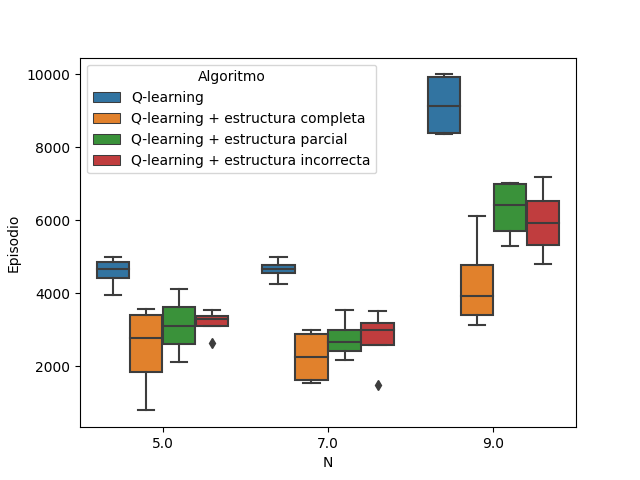 Algoritmo
Q-learning
Q-learning + estructura completa
Q-learning + estructura parcial
Q-learning + estructura incorrecta
Episodio
10000
8000
6000
4000
2000
5.0 7.0 9.0
N